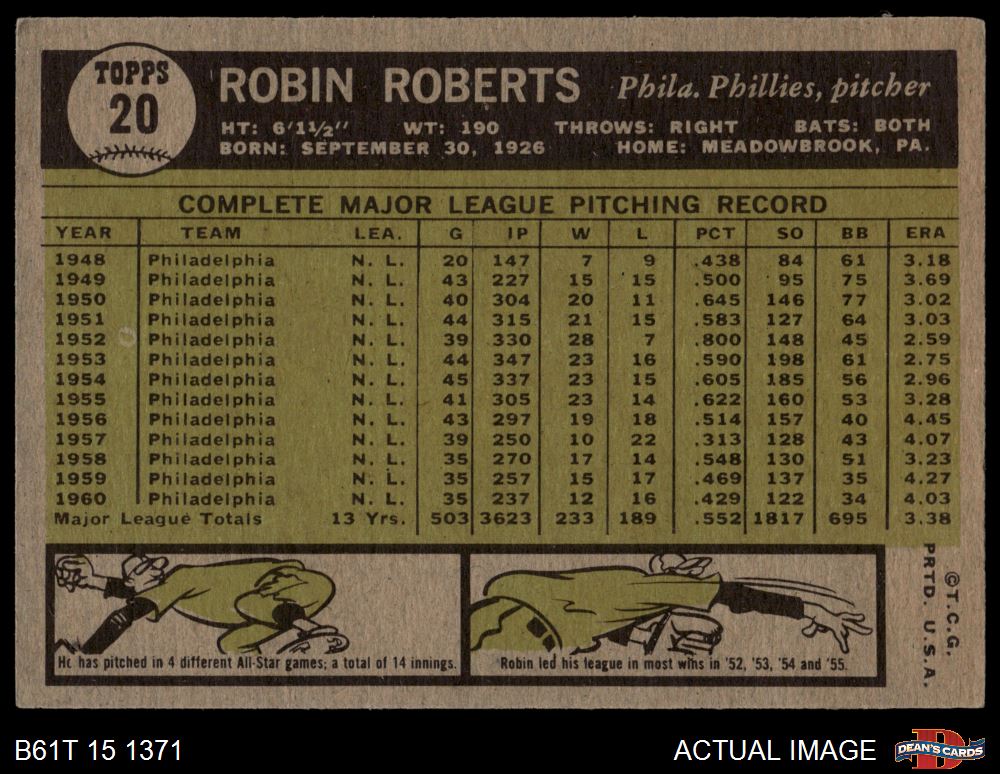 TOPPS
20
ROBIN ROBERTS Phila. Phillies, pitcher
HT: 6'1½" WT: 190 THROWS: RIGHT BATS: BOTH
BORN: SEPTEMBER 30, 1926 HOME: MEADOWBROOK, PA.
COMPLETE MAJOR LEAGUE PITCHING RECORD
YEAR TEAM LEA. G IP W L PCT SO BB ERA
1948 Philadelphia N. L. 20 147 7 9 .438 84 61 3.18
1949 Philadelphia N. L. 43 227 15 15 .500 95 75 3.69
1950 Philadelphia N. L. 40 304 20 11 .645 146 77 3.02
1951 Philadelphia N. L. 44 315 21 15 .583 127 64 3.03
1952 Philadelphia N. L. 39 330 28 7 .800 148 45 2.59
1953 Philadelphia N. L. 44 347 23 16 .590 198 61 2.75
1954 Philadelphia N. L. 45 337 23 15 .605 185 56 2.96
1955 Philadelphia N. L. 41 305 23 14 .622 160 53 3.28
1956 Philadelphia N. L. 43 297 19 18 .514 157 40 4.45
1957 Philadelphia N. L. 39 250 10 22 .313 128 43 4.07
1958 Philadelphia N. L. 35 270 17 14 .548 130 51 3.23
1959 Philadelphia N. L. 35 257 15 17 .469 137 35 4.27
1960 Philadelphia N. L. 35 237 12 16 .429 122 34 4.03
Major League Totals 13 Yrs. 503 3623 233 189 .552 1817 695 3.38
He has pitched in 4 different All-Star games; a total of 14 innings.
Robin led his league in most wins in '52, '53, '54 and '55.
©T.C.G.
PRTD. U.S.A.
B61T 15 1371
ACTUAL IMAGE
DEAN'S CARDS